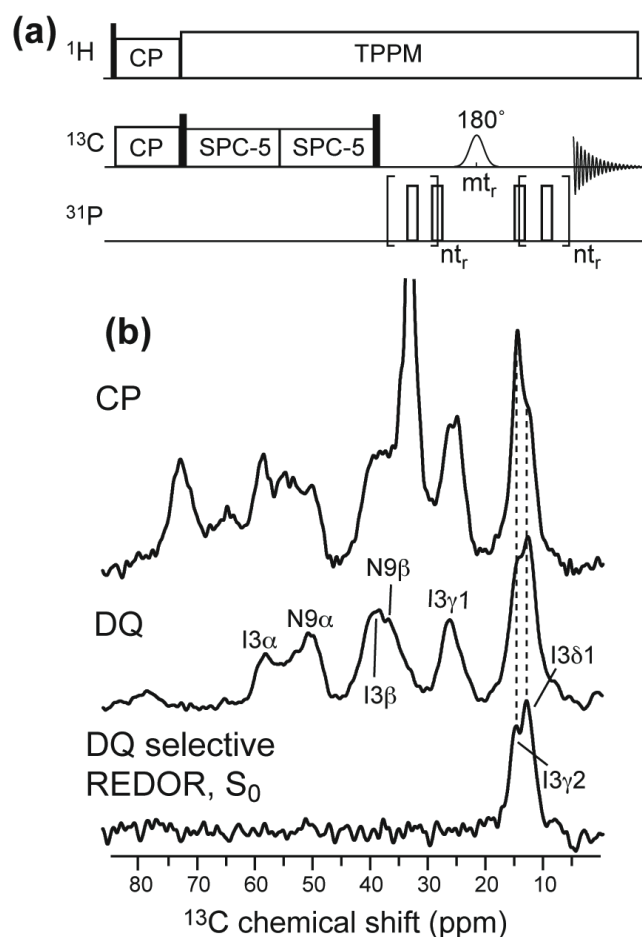 (a)
¹H
CP
TPPM
¹³C
CP
SPC-5
SPC-5
180°
mtᵣ
³¹P
ntᵣ
ntᵣ
(b)
CP
DQ
I3α
N9α
N9β
I3β
I3γ1
I3δ1
I3γ2
DQ selective
REDOR, S₀
80 70 60 50 40 30 20 10
¹³C chemical shift (ppm)